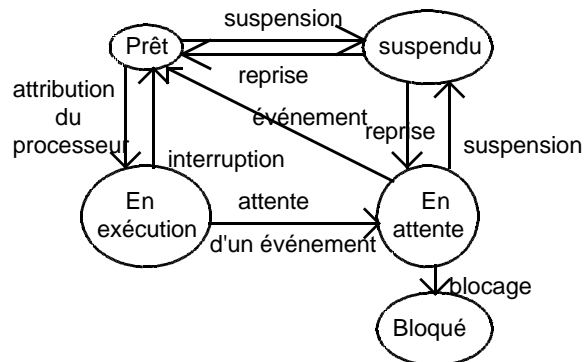 suspension
Prêt
suspendu
reprise
attribution
du
processeur
événement
reprise
suspension
interruption
En
exécution
attente
d'un événement
En
attente
blocage
Bloqué